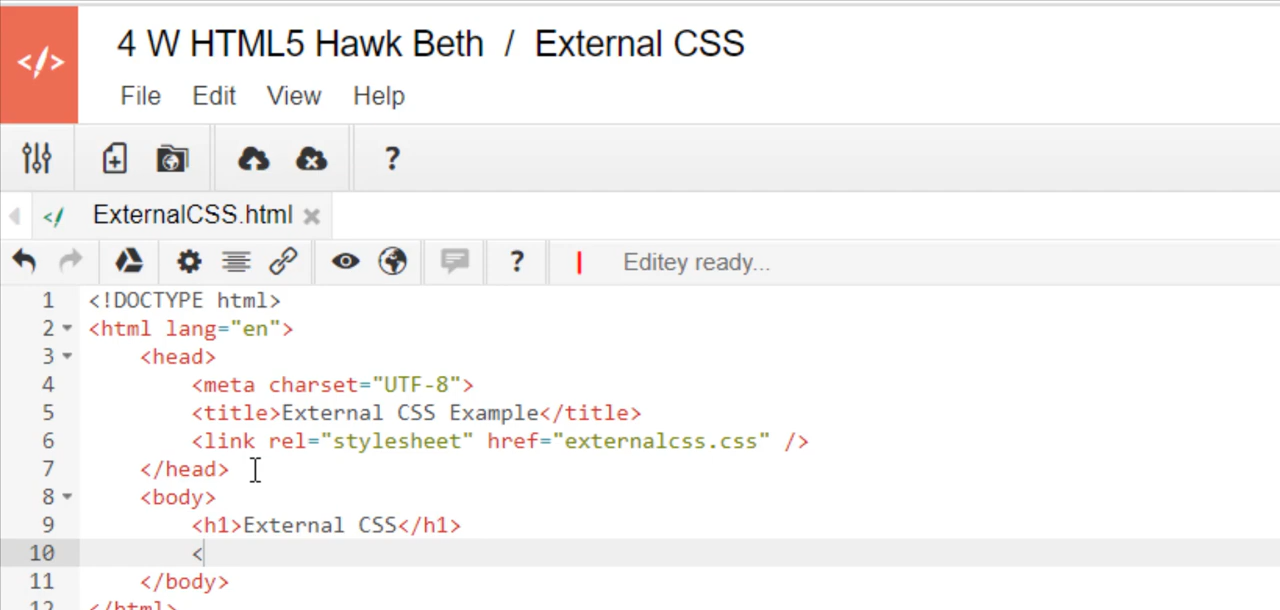 4 W HTML5 Hawk Beth / External CSS
File Edit View Help
?
ExternalCSS.html
? Editey ready...
1 <!DOCTYPE html>
2 <html lang="en">
3 <head>
4 <meta charset="UTF-8">
5 <title>External CSS Example</title>
6 <link rel="stylesheet" href="externalcss.css" />
7 </head>
8 <body>
9 <h1>External CSS</h1>
10 <
11 </body>
12 </html>